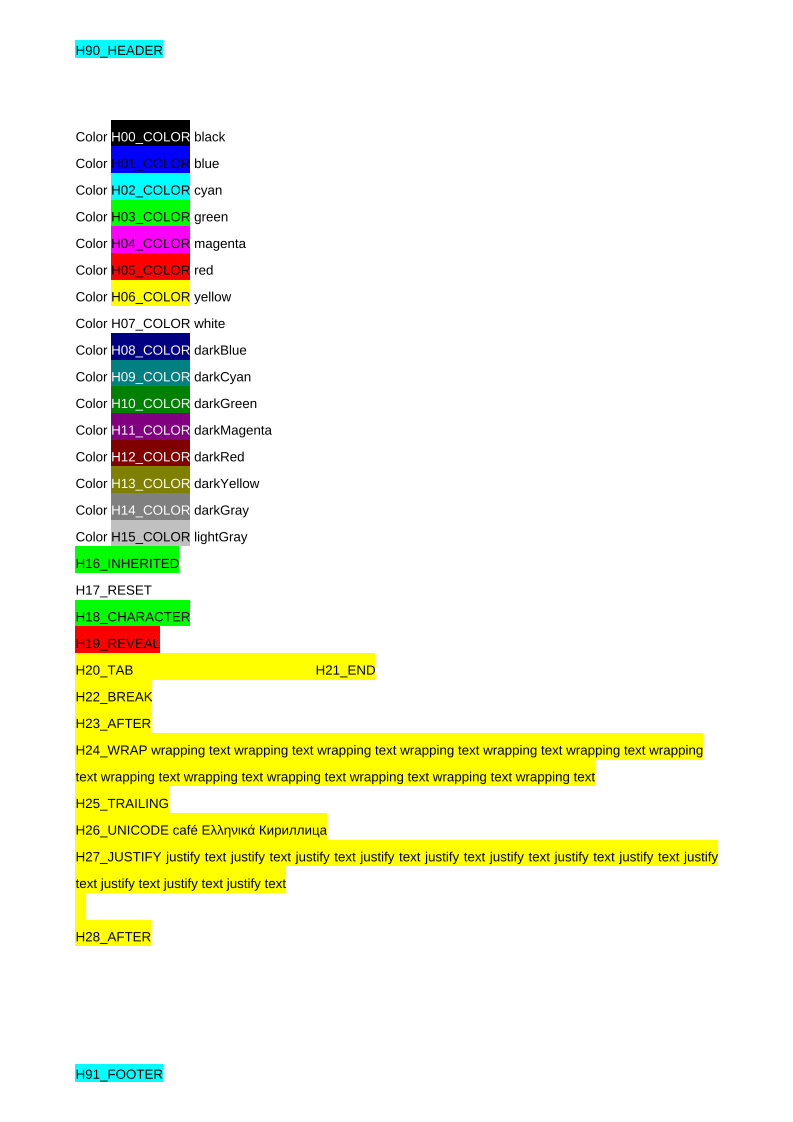 H90_HEADER
Color H00_COLOR black
Color H01_COLOR blue
Color H02_COLOR cyan
Color H03_COLOR green
Color H04_COLOR magenta
Color H05_COLOR red
Color H06_COLOR yellow
Color H07_COLOR white
Color H08_COLOR darkBlue
Color H09_COLOR darkCyan
Color H10_COLOR darkGreen
Color H11_COLOR darkMagenta
Color H12_COLOR darkRed
Color H13_COLOR darkYellow
Color H14_COLOR darkGray
Color H15_COLOR lightGray
H16_INHERITED
H17_RESET
H18_CHARACTER
H19_REVEAL
H20_TAB H21_END
H22_BREAK
H23_AFTER
H24_WRAP wrapping text wrapping text wrapping text wrapping text wrapping text wrapping text wrapping
text wrapping text wrapping text wrapping text wrapping text wrapping text wrapping text
H25_TRAILING
H26_UNICODE café Ελληνικά Кириллица
H27_JUSTIFY justify text justify text justify text justify text justify text justify text justify text justify text justify
text justify text justify text justify text
H28_AFTER
H91_FOOTER